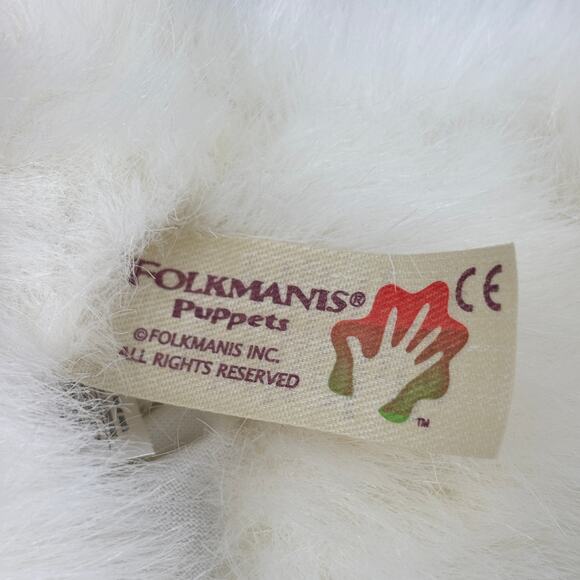 FOLKMANIS®
PuPpets
©FOLKMANIS INC.
ALL RIGHTS RESERVED
CE
™